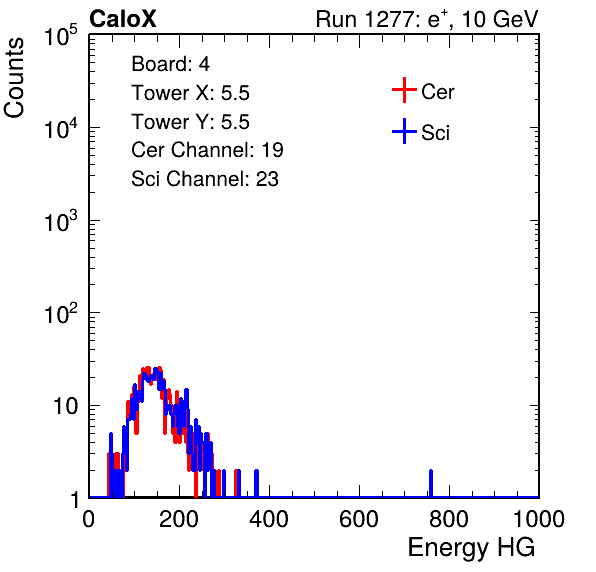 CaloX Run 1277: e⁺, 10 GeV
Counts
10⁵
10⁴
10³
10²
10
1
Board: 4
Tower X: 5.5
Tower Y: 5.5
Cer Channel: 19
Sci Channel: 23
Cer
Sci
0 200 400 600 800 1000
Energy HG